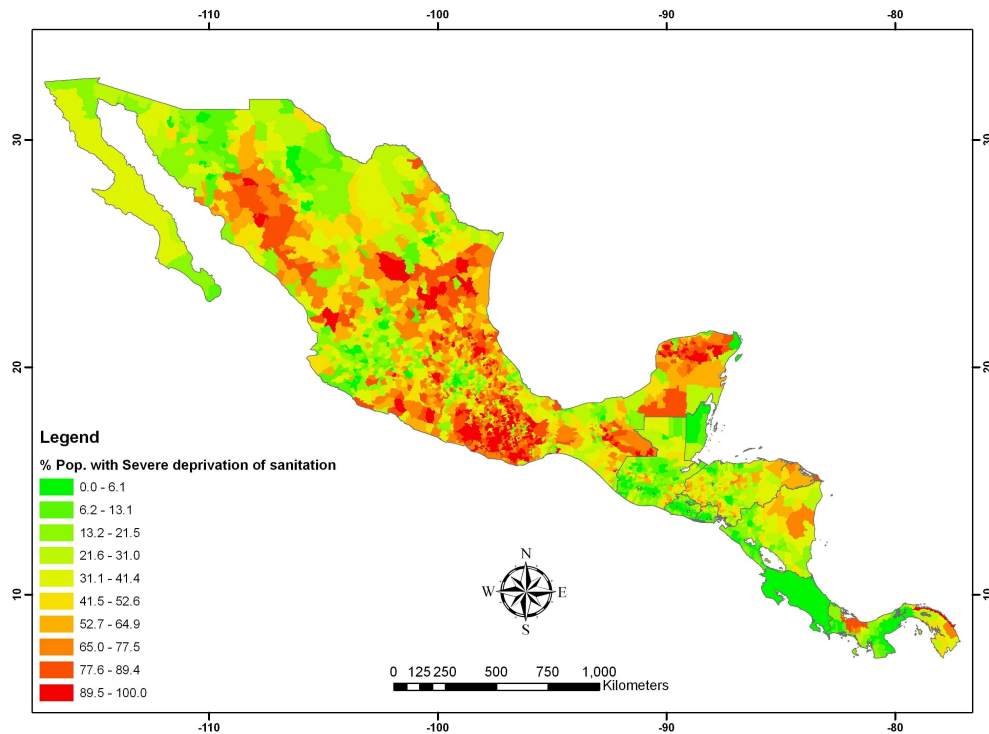 -110 -100 -90 -80
30 30
20 20
10 10
Legend
% Pop. with Severe deprivation of sanitation
0.0 - 6.1
6.2 - 13.1
13.2 - 21.5
21.6 - 31.0
31.1 - 41.4
41.5 - 52.6
52.7 - 64.9
65.0 - 77.5
77.6 - 89.4
89.5 - 100.0
N
W E
S
0 125 250 500 750 1,000
Kilometers
-110 -100 -90 -80